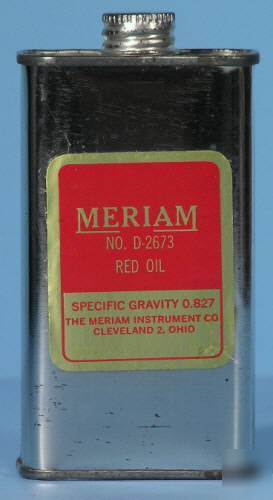 MERIAM
NO. D-2673
RED OIL
SPECIFIC GRAVITY 0.827
THE MERIAM INSTRUMENT CO
CLEVELAND 2, OHIO